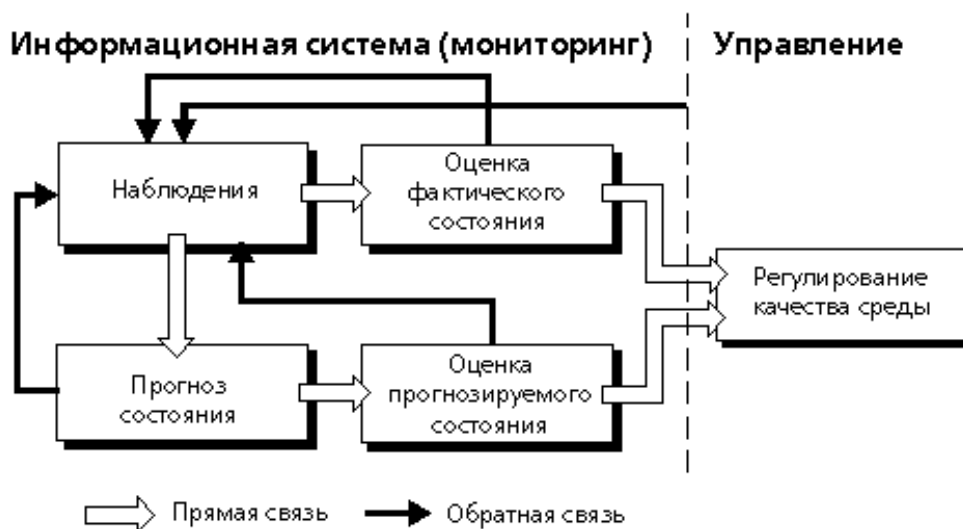 Информационная система (мониторинг)
Управление
Наблюдения
Оценка
фактического
состояния
Регулирование
качества среды
Прогноз
состояния
Оценка
прогнозируемого
состояния
Прямая связь
Обратная связь